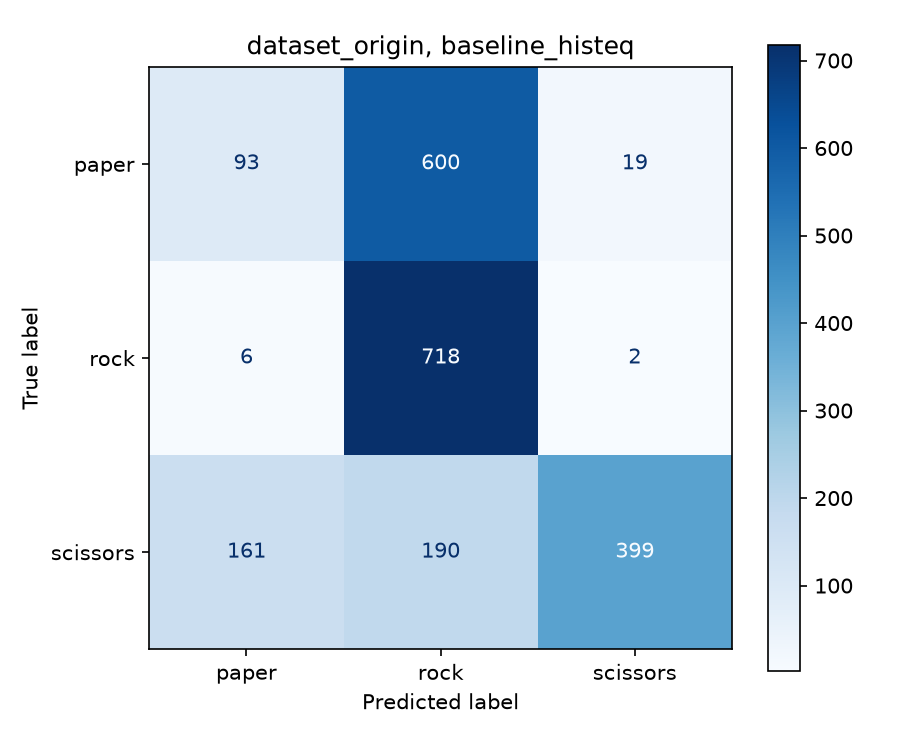 dataset_origin, baseline_histeq
paper 93 600 19
rock 6 718 2
scissors 161 190 399
paper rock scissors
Predicted label
True label
700
600
500
400
300
200
100